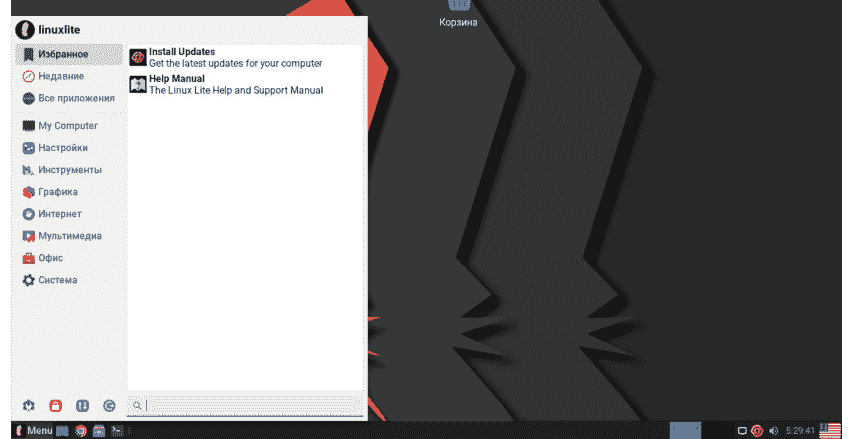 Корзина
linuxlite
Избранное
Недавние
Все приложения
My Computer
Настройки
Инструменты
Графика
Интернет
Мультимедиа
Офис
Система
Install Updates
Get the latest updates for your computer
Help Manual
The Linux Lite Help and Support Manual
Menu
5:29:41